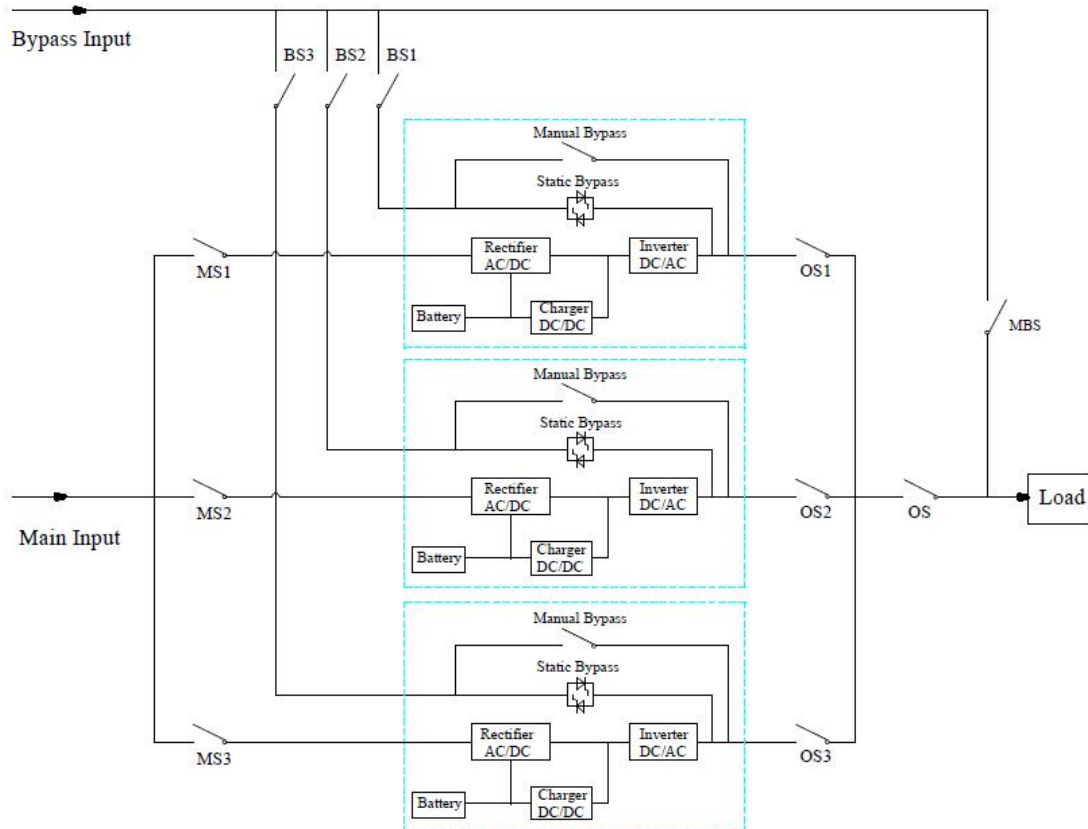 Bypass Input
BS3
BS2
BS1
Manual Bypass
Static Bypass
Rectifier
AC/DC
Inverter
DC/AC
MS1
OS1
Battery
Charger
DC/DC
MBS
Manual Bypass
Static Bypass
Rectifier
AC/DC
Inverter
DC/AC
MS2
OS2
OS
Load
Main Input
Battery
Charger
DC/DC
Manual Bypass
Static Bypass
Rectifier
AC/DC
Inverter
DC/AC
MS3
OS3
Battery
Charger
DC/DC